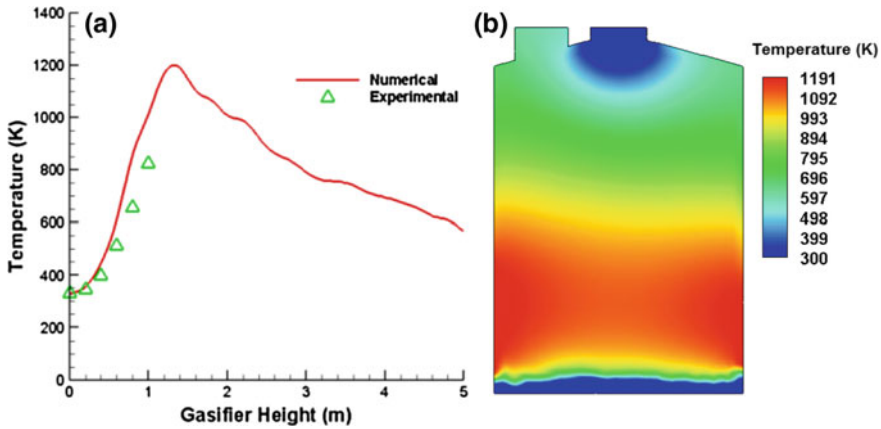 (a)
1400
1200
1000
800
600
400
200
0
Temperature (K)
Numerical
Experimental
0 1 2 3 4 5
Gasifier Height (m)
(b)
Temperature (K)
1191
1092
993
894
795
696
597
498
399
300